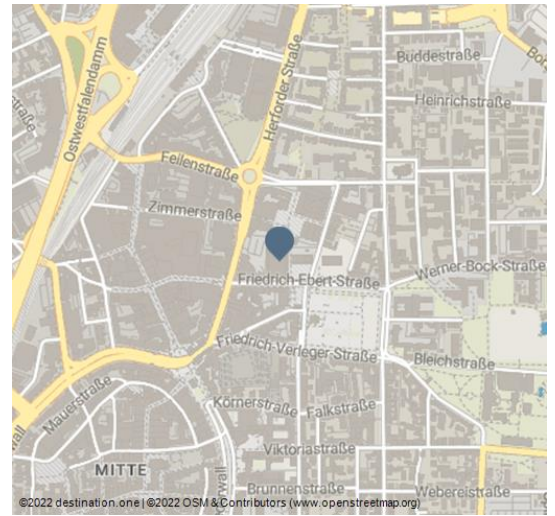 Buddestraße
Heinrichstraße
Ostwestfalendamm
Herforder Straße
Feilenstraße
Zimmerstraße
Werner-Bock-Straße
Friedrich-Ebert-Straße
Friedrich-Verleger-Straße
Bleichstraße
Mauerstraße
Körnerstraße
Falkstraße
Viktoriastraße
MITTE
Brunnenstraße
Webereistraße
©2022 destination.one | ©2022 OSM & Contributors (www.openstreetmap.org)